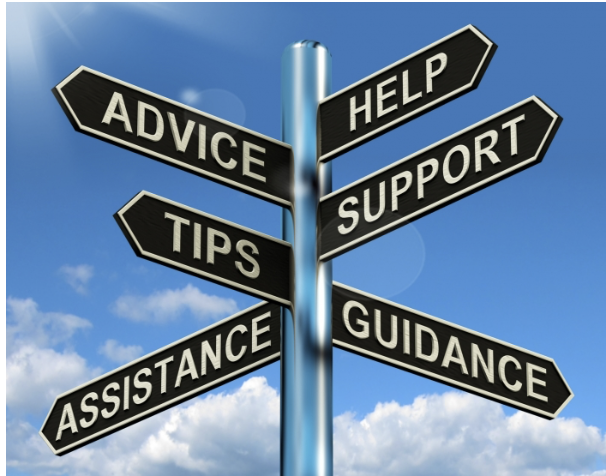 ADVICE
HELP
SUPPORT
TIPS
GUIDANCE
ASSISTANCE